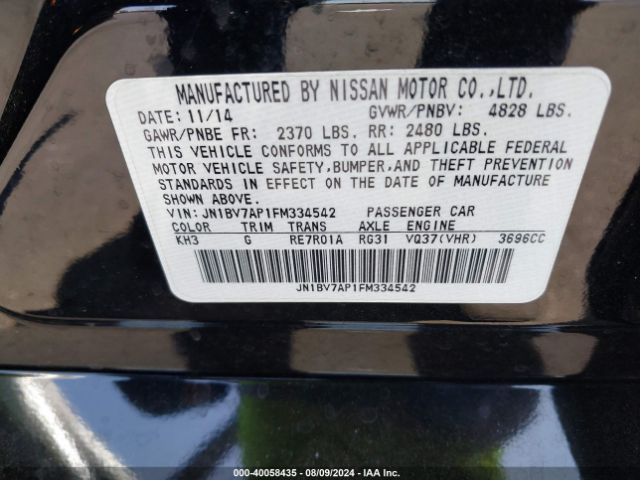 MANUFACTURED BY NISSAN MOTOR CO.,LTD.
DATE: 11/14 GVWR/PNBV: 4828 LBS.
GAWR/PNBE FR: 2370 LBS. RR: 2480 LBS.
THIS VEHICLE CONFORMS TO ALL APPLICABLE FEDERAL
MOTOR VEHICLE SAFETY,BUMPER,AND THEFT PREVENTION
STANDARDS IN EFFECT ON THE DATE OF MANUFACTURE
SHOWN ABOVE.
VIN: JN1BV7AP1FM334542 PASSENGER CAR
COLOR TRIM TRANS AXLE ENGINE
KH3 G RE7R01A RG31 VQ37(VHR) 3696CC
JN1BV7AP1FM334542
000-40058435 - 08/09/2024 - IAA Inc.